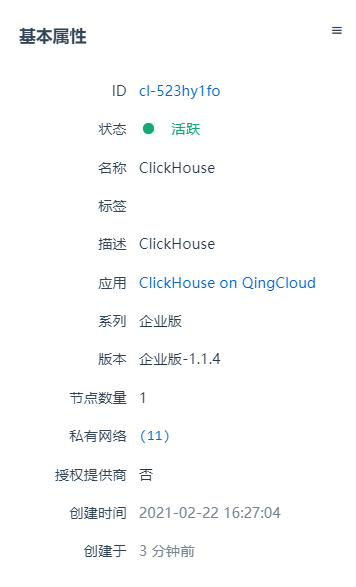 基本属性
ID cl-523hy1fo
状态 活跃
名称 ClickHouse
标签
描述 ClickHouse
应用 ClickHouse on QingCloud
系列 企业版
版本 企业版-1.1.4
节点数量 1
私有网络 (11)
授权提供商 否
创建时间 2021-02-22 16:27:04
创建于 3 分钟前